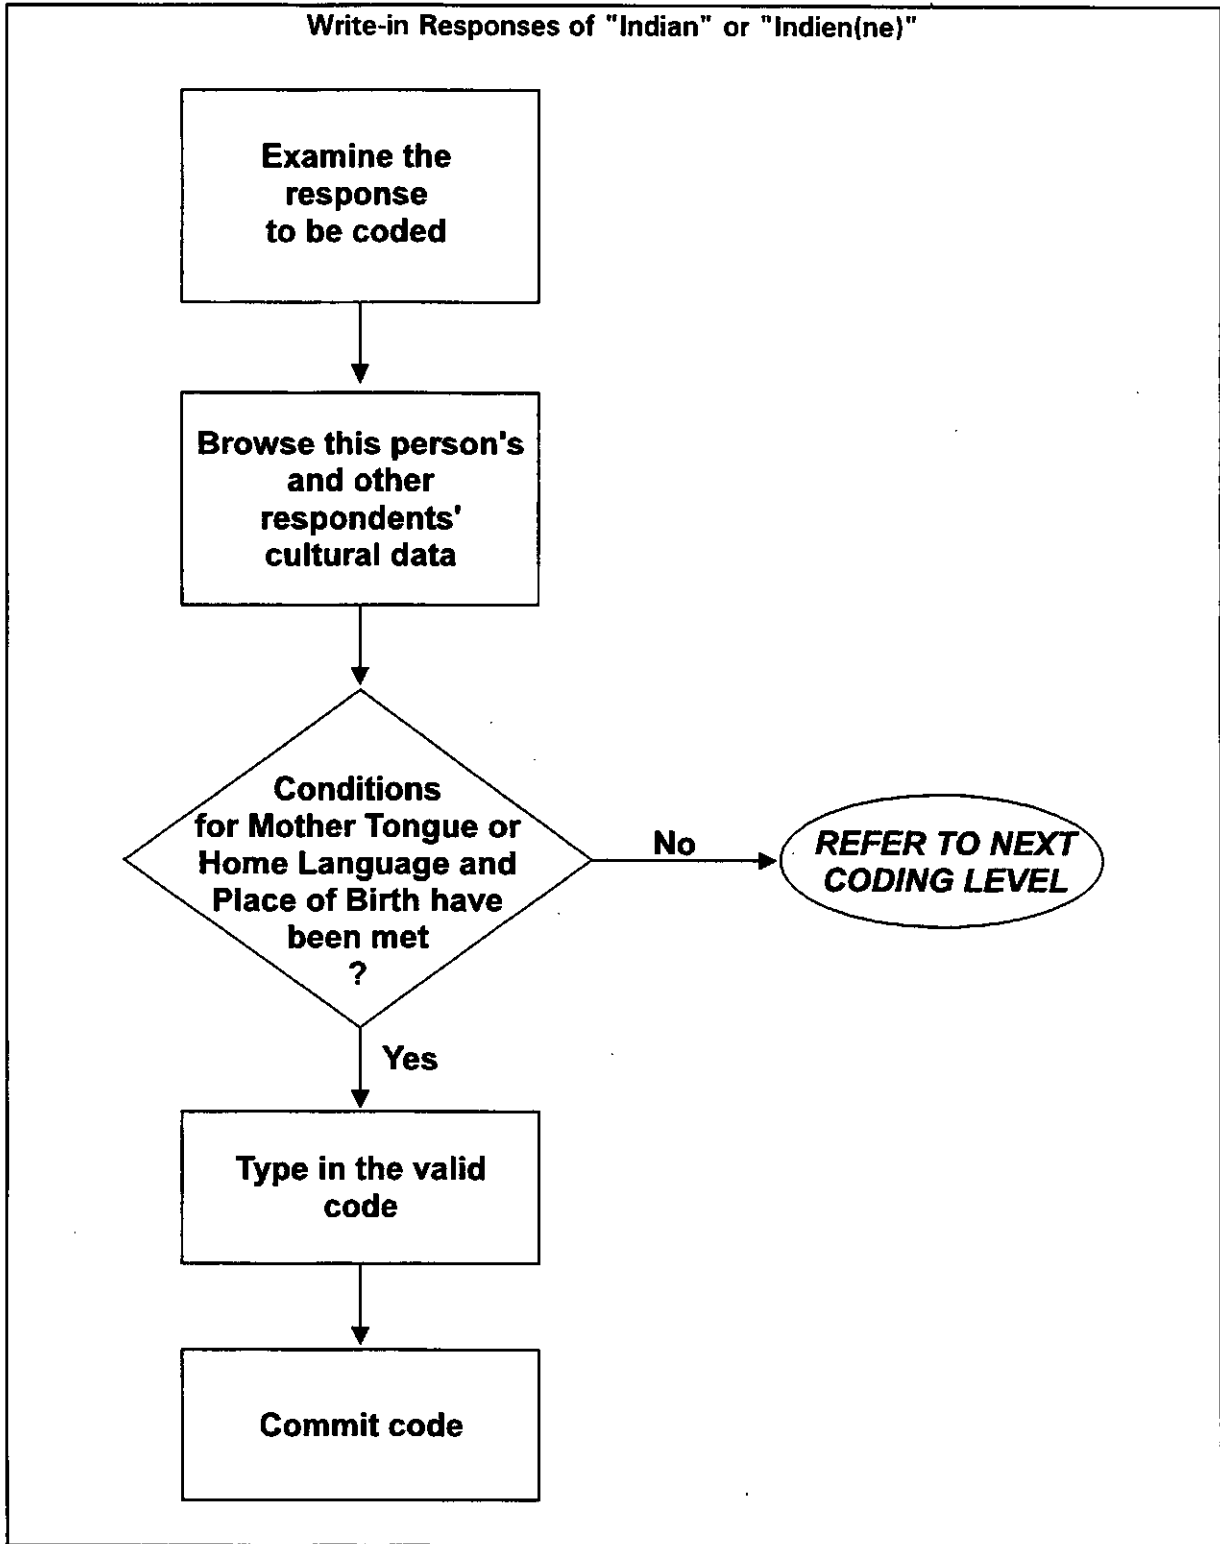 Write-in Responses of "Indian" or "Indien(ne)"
Examine the
response
to be coded
Browse this person's
and other
respondents'
cultural data
Conditions
for Mother Tongue or
Home Language and
Place of Birth have
been met
?
No
REFER TO NEXT
CODING LEVEL
Yes
Type in the valid
code
Commit code